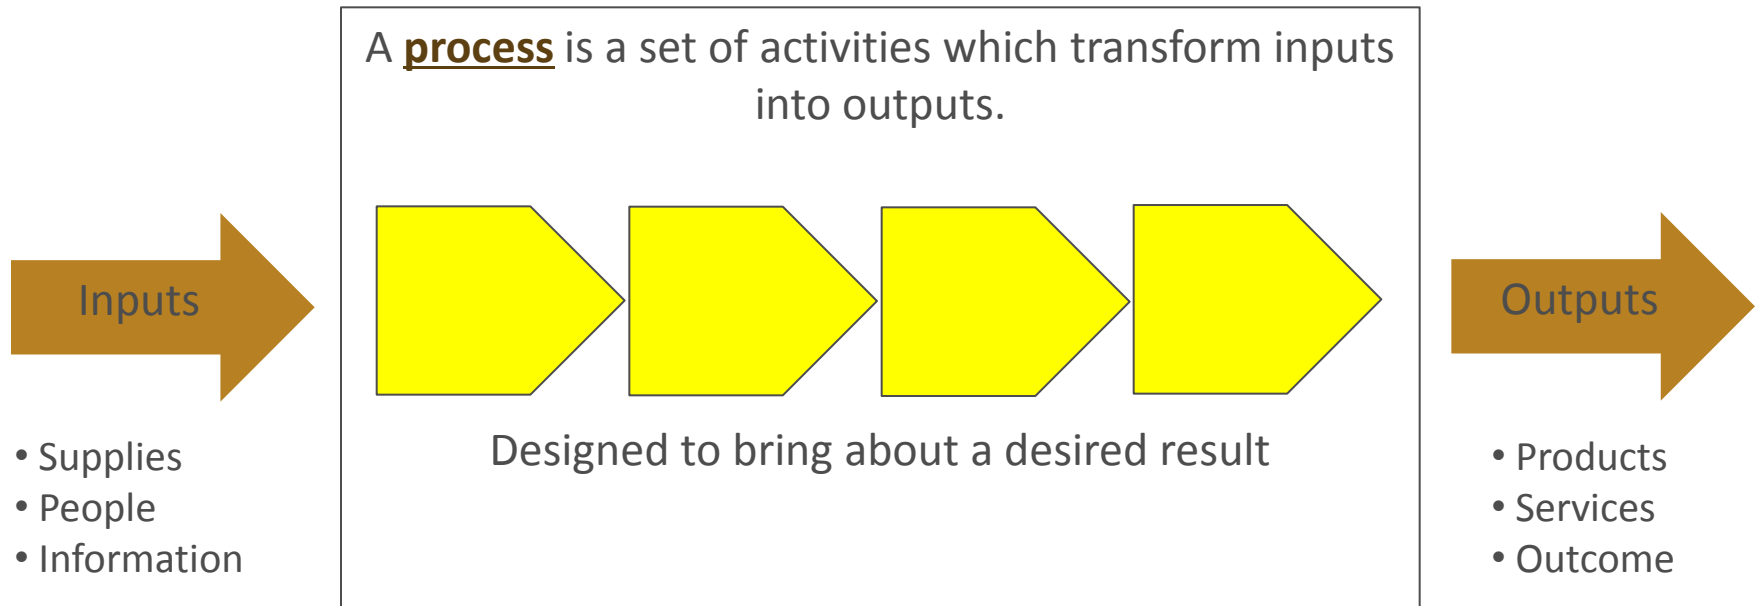 A process is a set of activities which transform inputs
into outputs.
Inputs
• Supplies
• People
• Information
Designed to bring about a desired result
Outputs
• Products
• Services
• Outcome